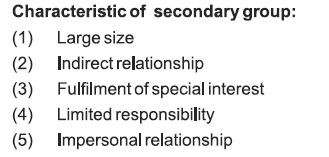 Characteristic of secondary group:
(1) Large size
(2) Indirect relationship
(3) Fulfilment of special interest
(4) Limited responsibility
(5) Impersonal relationship